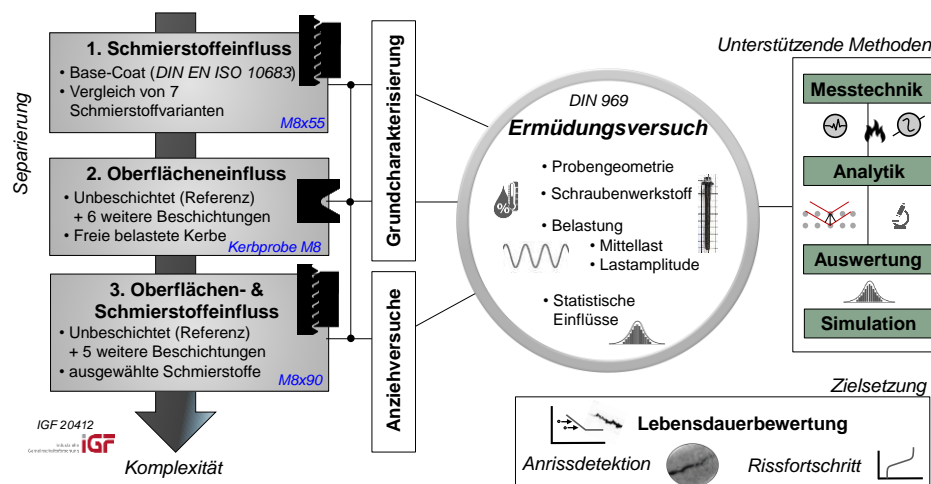 Separierung
1. Schmierstoffeinfluss
• Base-Coat (DIN EN ISO 10683)
• Vergleich von 7
Schmierstoffvarianten
M8x55
2. Oberflächeneinfluss
• Unbeschichtet (Referenz)
+ 6 weitere Beschichtungen
• Freie belastete Kerbe
Kerbprobe M8
3. Oberflächen- &
Schmierstoffeinfluss
• Unbeschichtet (Referenz)
+ 5 weitere Beschichtungen
• ausgewählte Schmierstoffe
M8x90
IGF 20412
Industrielle
Gemeinschaftsforschung
iGF
Komplexität
Grundcharakterisierung
Anziehversuche
DIN 969
Ermüdungsversuch
• Probengeometrie
• Schraubenwerkstoff
%
• Belastung
• Mittellast
• Lastamplitude
• Statistische
Einflüsse
Unterstützende Methoden
Messtechnik
Analytik
Auswertung
Simulation
Zielsetzung
Lebensdauerbewertung
Anrissdetektion
Rissfortschritt